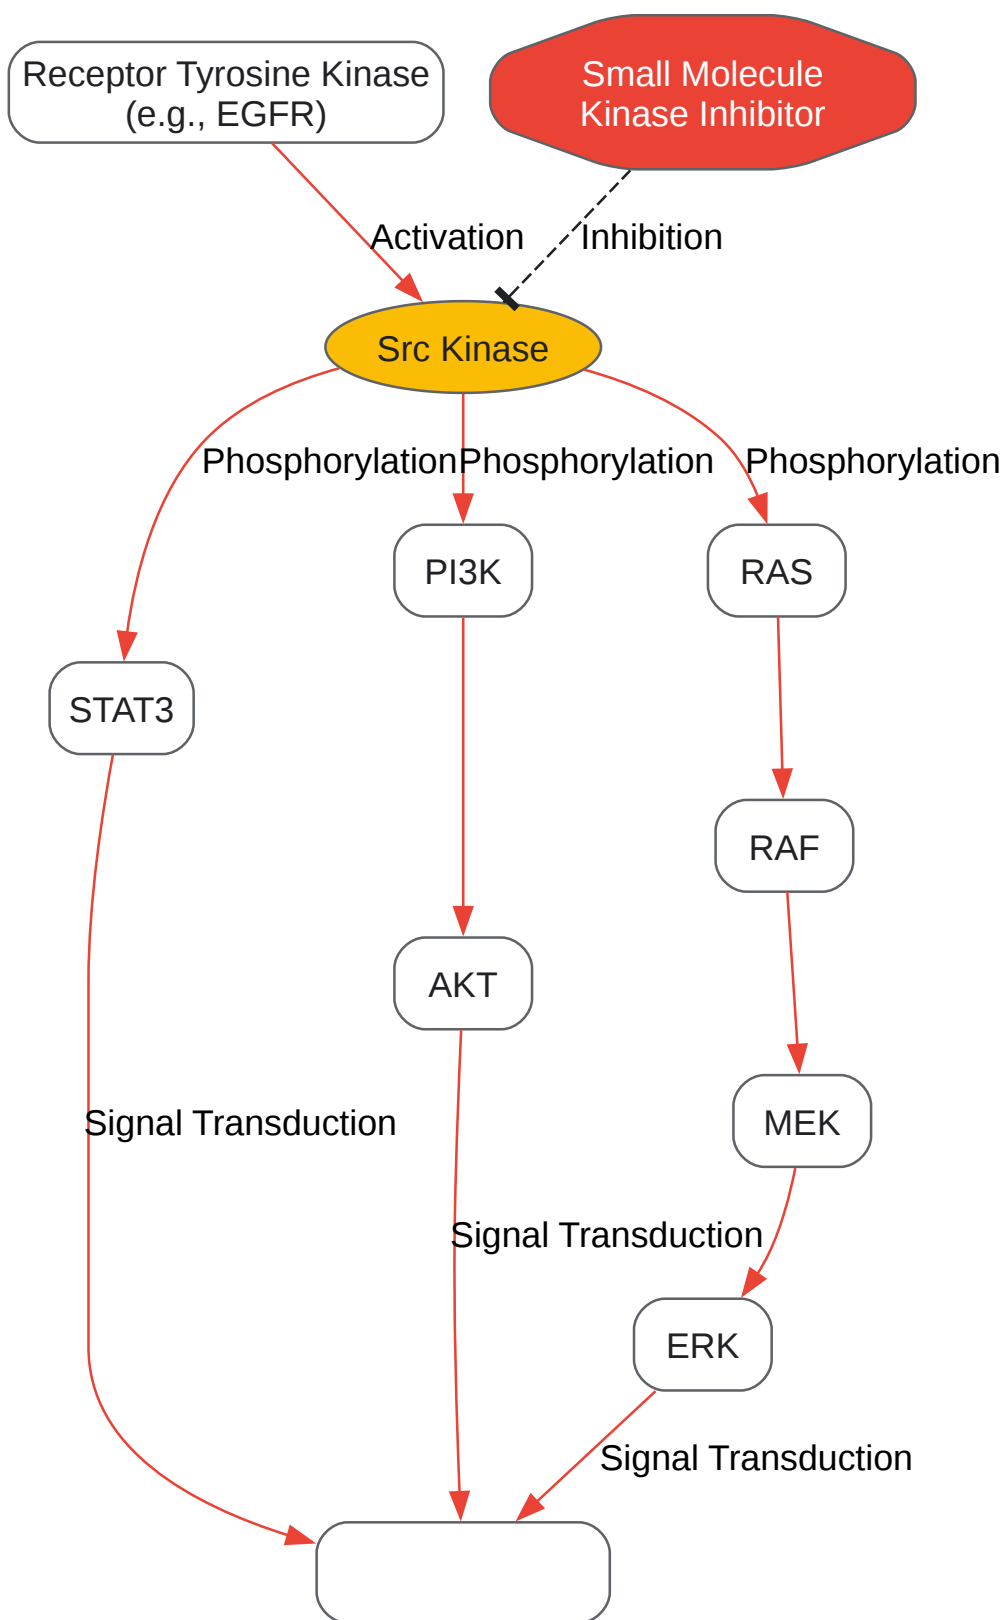 Receptor Tyrosine Kinase
(e.g., EGFR)
Small Molecule
Kinase Inhibitor
Activation
Inhibition
Src Kinase
Phosphorylation
Phosphorylation
Phosphorylation
PI3K
RAS
STAT3
RAF
AKT
MEK
Signal Transduction
Signal Transduction
ERK
Signal Transduction